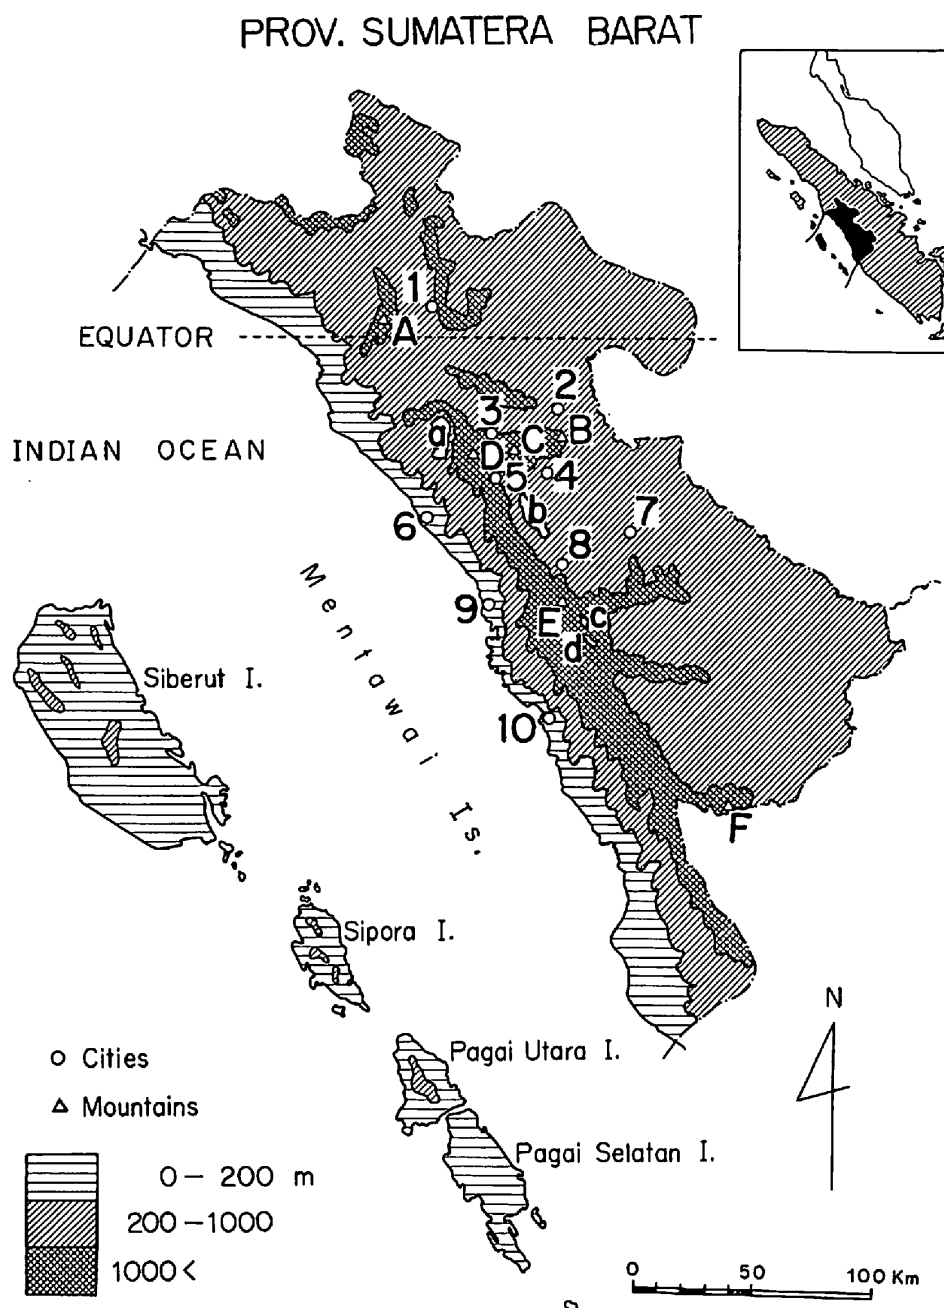 PROV. SUMATERA BARAT
1
EQUATOR
A
2
3
B
a
C
INDIAN OCEAN
D
5
4
b
7
6
8
Mentawai Is.
9
E
c
d
Siberut I.
10
F
Sipora I.
N
Pagai Utara I.
Cities
Mountains
Pagai Selatan I.
0-200 m
200-1000
1000<
0 50 100 Km